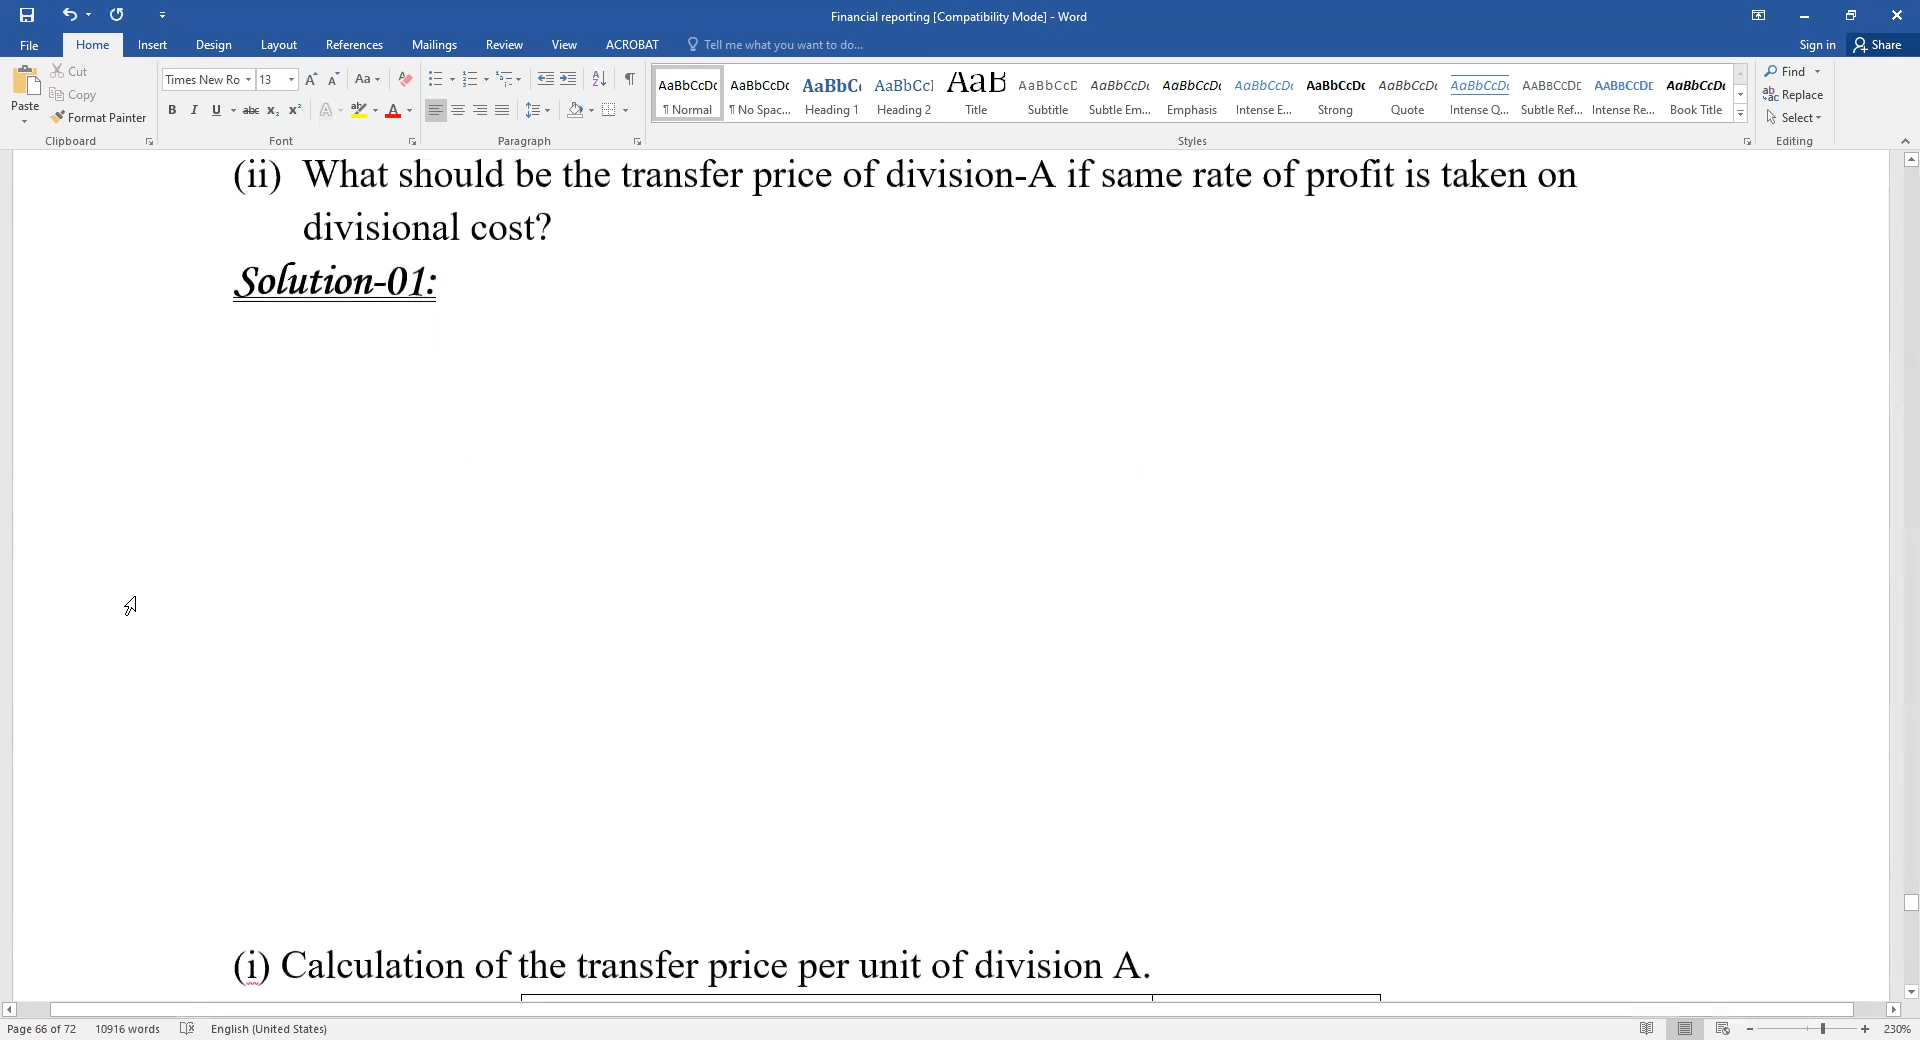 Financial reporting [Compatibility Mode] - Word
File Home Insert Design Layout References Mailings Review View ACROBAT Tell me what you want to do... Sign in Share
Paste Cut Copy Format Painter Clipboard
Times New Ro 13 Aa Font
B I U abc x₂ x² A ab A
Paragraph
AaBbCcDc ¶ Normal
AaBbCcDc ¶ No Spac...
AaBbC Heading 1
AaBbCcl Heading 2
AaB Title
AaBbCcD Subtitle
AaBbCcDc Subtle Em...
AaBbCcDc Emphasis
AaBbCcDc Intense E...
AaBbCcDc Strong
AaBbCcDc Quote
AaBbCcDc Intense Q...
AABBCCDE Subtle Ref...
AABBCCDE Intense Re...
AaBbCcDc Book Title
Styles
Find Replace Select Editing
(ii) What should be the transfer price of division-A if same rate of profit is taken on
divisional cost?
Solution-01:
(i) Calculation of the transfer price per unit of division A.
Page 66 of 72 10916 words English (United States) 230%